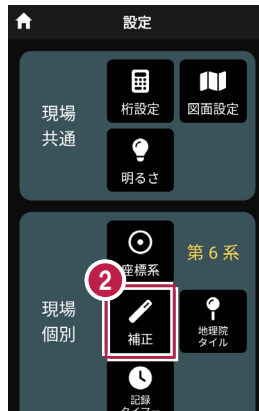 設定
現場
共通
桁設定
図面設定
明るさ
現場
個別
座標系
第6系
2
補正
地理院
タイル
記録
タイマー